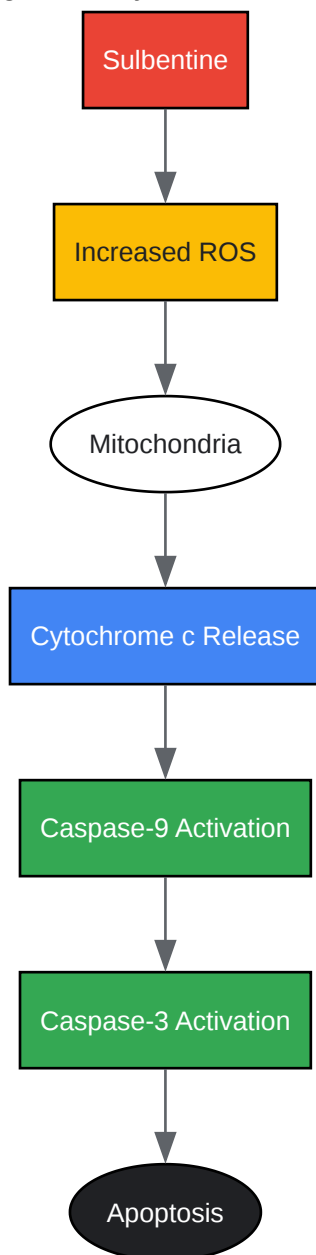 Sulbentine
Increased ROS
Mitochondria
Cytochrome c Release
Caspase-9 Activation
Caspase-3 Activation
Apoptosis